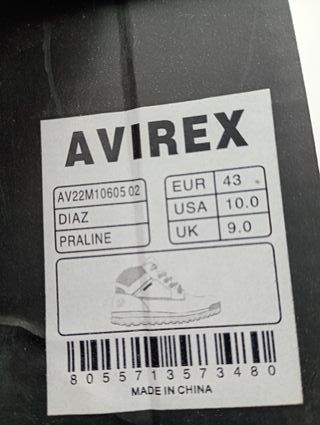 AVIREX
AV22M10605 02
DIAZ
PRALINE
EUR 43
USA 10.0
UK 9.0
8055713573480
MADE IN CHINA